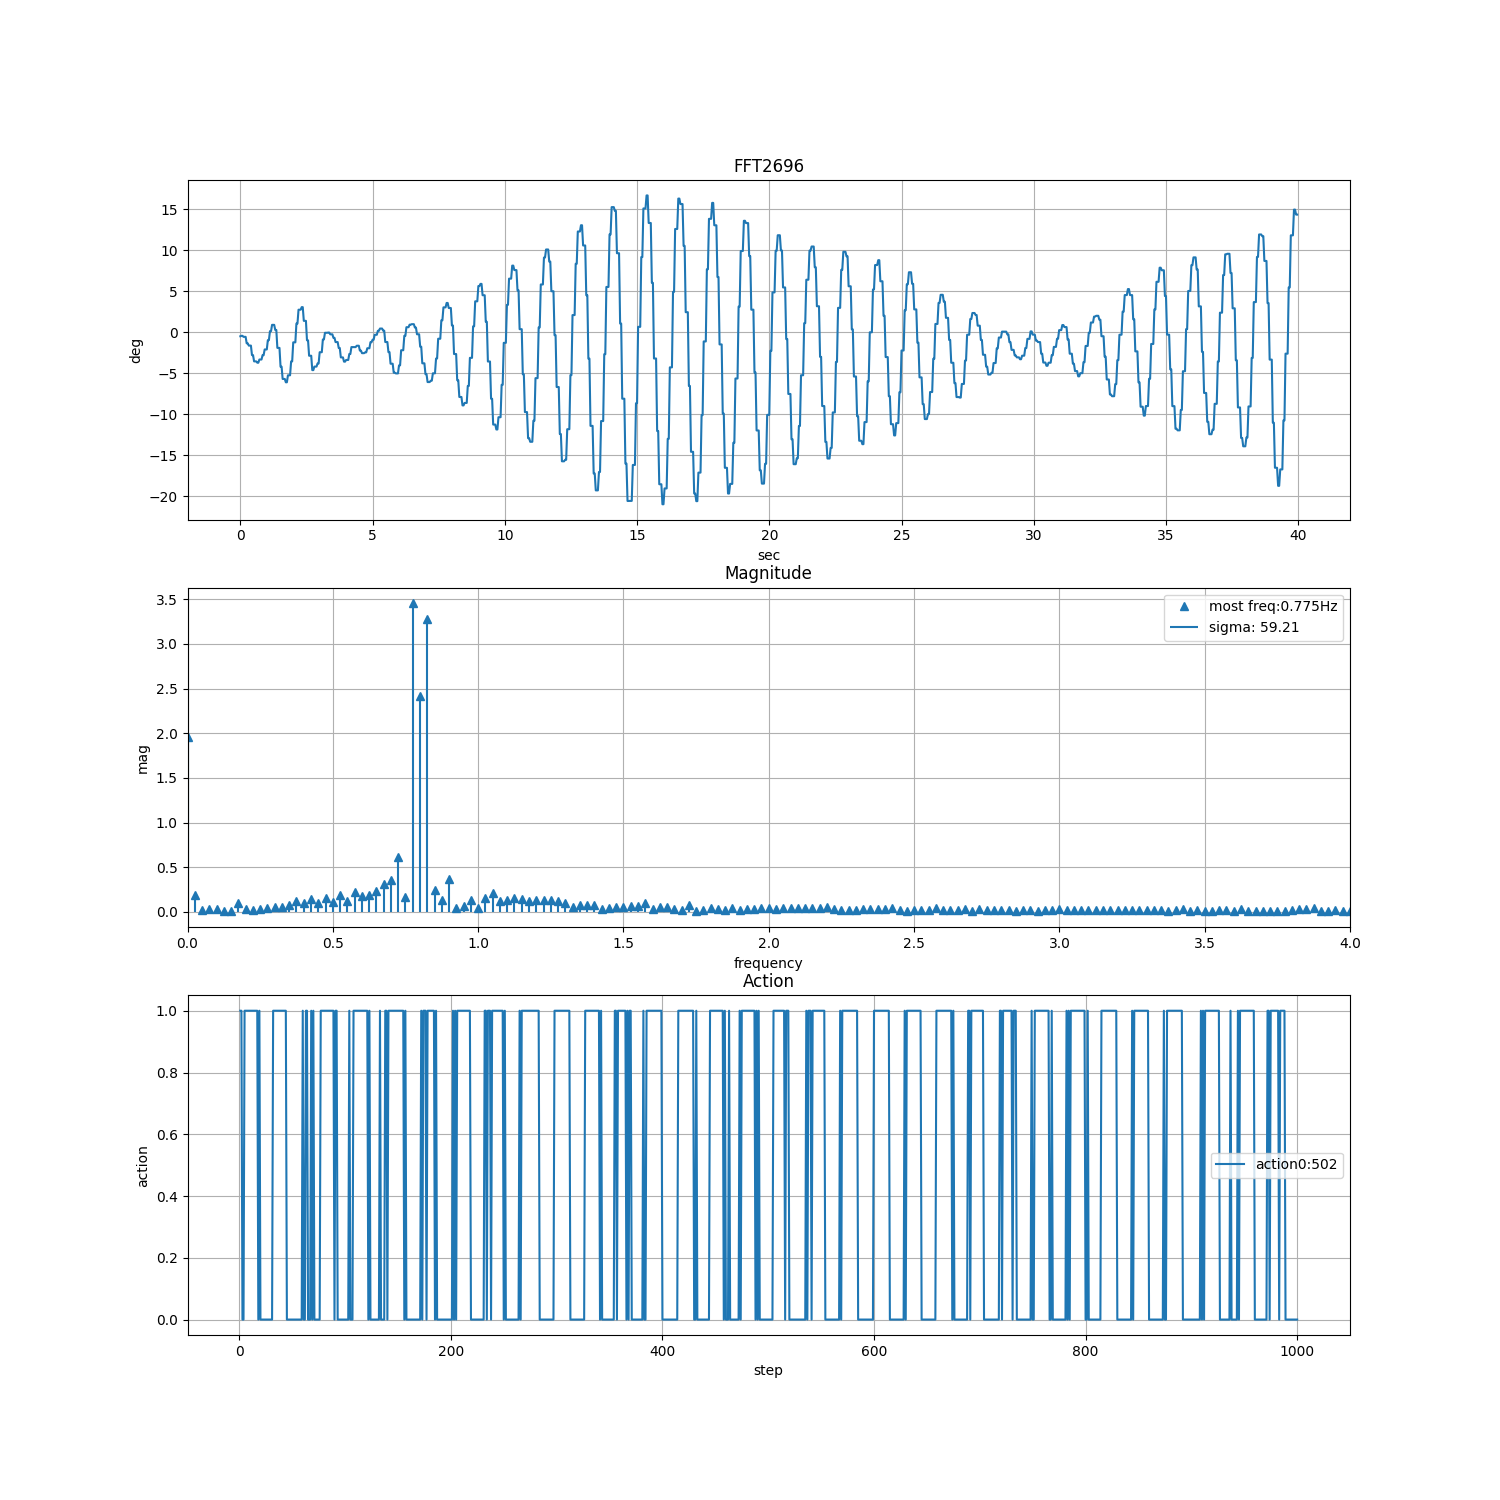 FFT2696
15
10
5
0
−5
−10
−15
−20
deg
0 5 10 15 20 25 30 35 40
sec
Magnitude
3.5
3.0
2.5
2.0
1.5
1.0
0.5
0.0
mag
most freq:0.775Hz
sigma: 59.21
0.0 0.5 1.0 1.5 2.0 2.5 3.0 3.5 4.0
frequency
Action
1.0
0.8
0.6
0.4
0.2
0.0
action
action0:502
0 200 400 600 800 1000
step